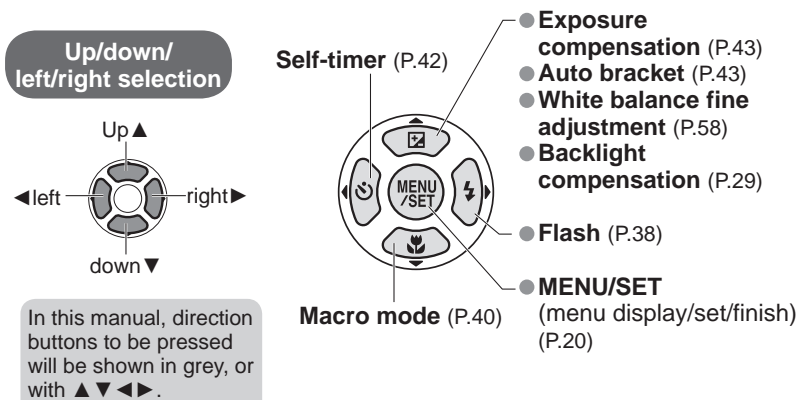 Up/down/
left/right selection
Up▲
◄left
right►
down▼
In this manual, direction
buttons to be pressed
will be shown in grey, or
with ▲▼◄►.
Self-timer (P.42)
MENU
/SET
Macro mode (P.40)
● Exposure
compensation (P.43)
● Auto bracket (P.43)
● White balance fine
adjustment (P.58)
● Backlight
compensation (P.29)
● Flash (P.38)
● MENU/SET
(menu display/set/finish)
(P.20)